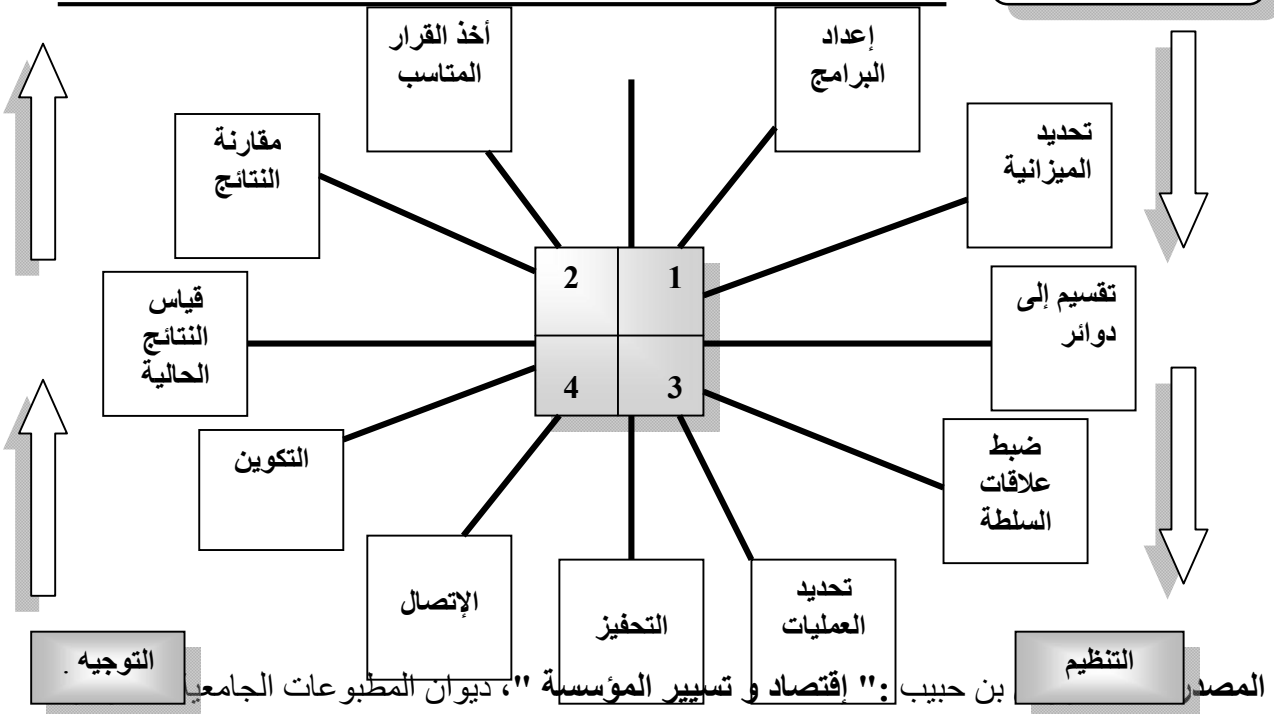 أخذ القرار
المتاسب
إعداد
البرامج
مقارنة
النتائج
تحديد
الميزانية
2
1
قياس
النتائج
الحالية
تقسيم إلى
دوائر
4
3
التكوين
ضبط
علاقات
السلطة
الإتصال
التحفيز
تحديد
العمليات
التوجيه
التنظيم
المصدر بن حبيب :" إقتصاد و تسيير المؤسسة "، ديوان المطبوعات الجامعية .